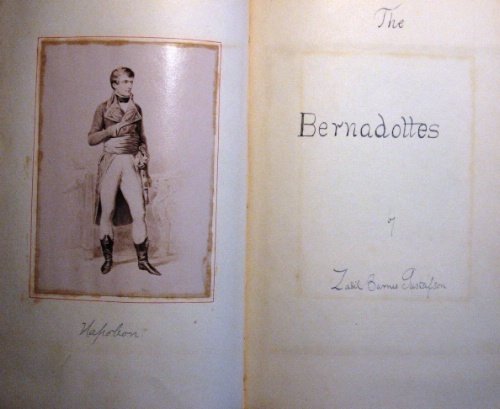 Napoleon
The
Bernadottes
Zadel Barnes Gustafson